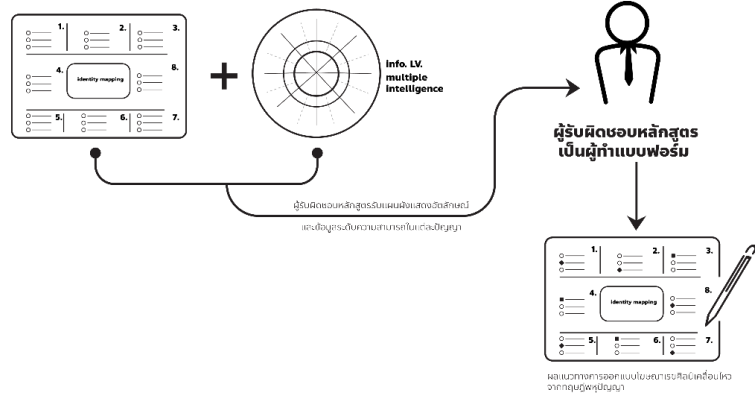 1.
2.
3.
4.
Identity mapping
8.
5.
6.
7.
info. LV.
multiple
intelligence
ผู้รับผิดชอบหลักสูตร
เป็นผู้ทำแบบฟอร์ม
ผู้รับผิดชอบหลักสูตรรับแผนผังแสดงอัตลักษณ์
และข้อมูลระดับความสามารถในแต่ละปัญญา
1.
2.
3.
4.
Identity mapping
8.
5.
6.
7.
ผลแนวทางการออกแบบโฆษณาเรขศิลป์เคลื่อนไหว
จากทฤษฎีพหุปัญญา